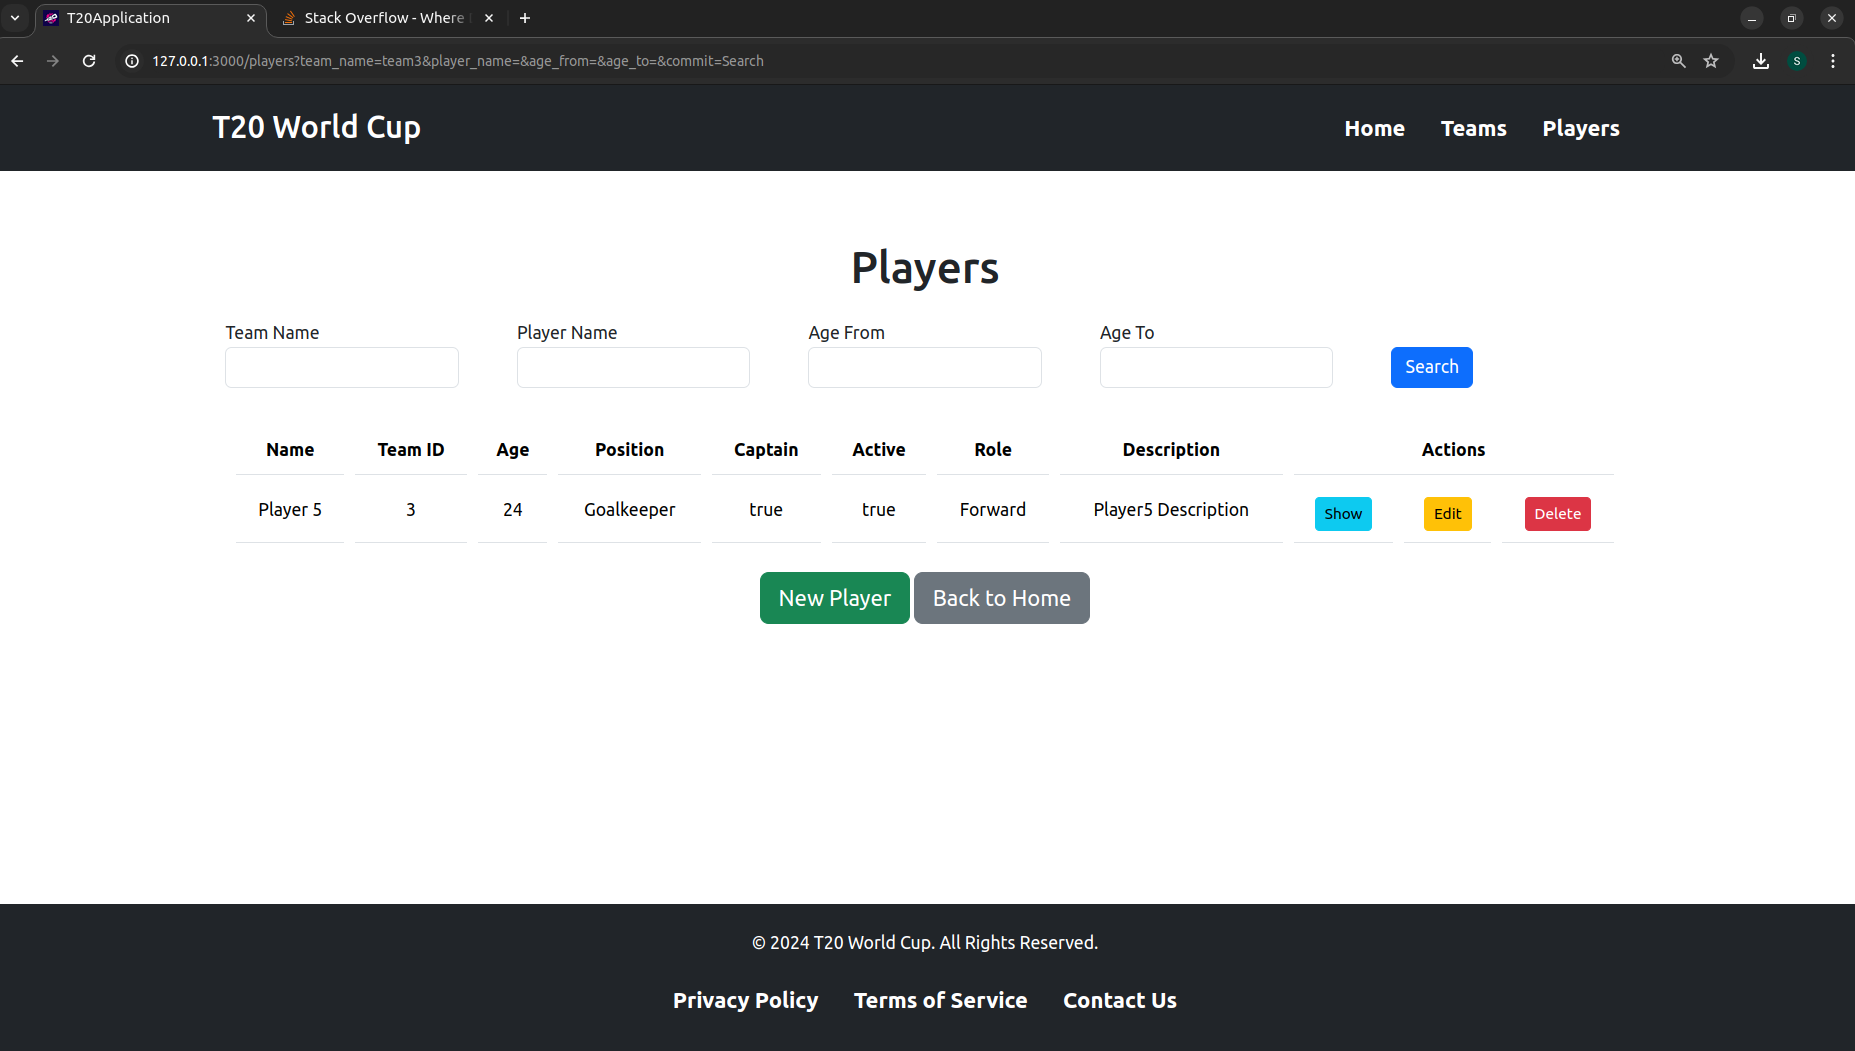 T20Application
Stack Overflow - Where
127.0.0.1:3000/players?team_name=team3&player_name=&age_from=&age_to=&commit=Search
S
T20 World Cup
Home Teams Players
Players
Team Name Player Name Age From Age To
Search
Name Team ID Age Position Captain Active Role Description Actions
Player 5 3 24 Goalkeeper true true Forward Player5 Description Show Edit Delete
New Player Back to Home
© 2024 T20 World Cup. All Rights Reserved.
Privacy Policy Terms of Service Contact Us